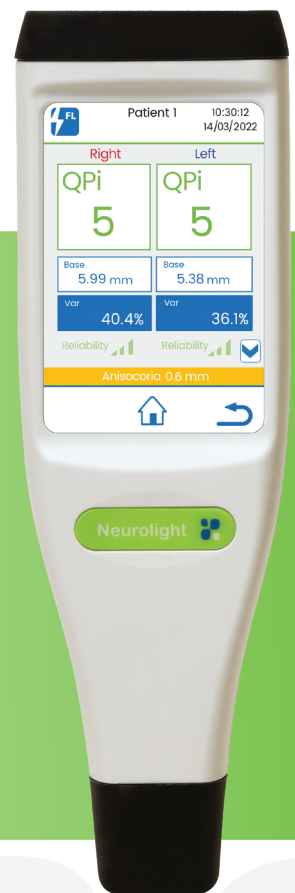 FL
Patient 1
10:30:12
14/03/2022
Right
Left
QPi
QPi
5
5
Base
Base
5.99 mm
5.38 mm
Var
Var
40.4%
36.1%
Reliability
Reliability
Anisocoria 0.6 mm
Neurolight